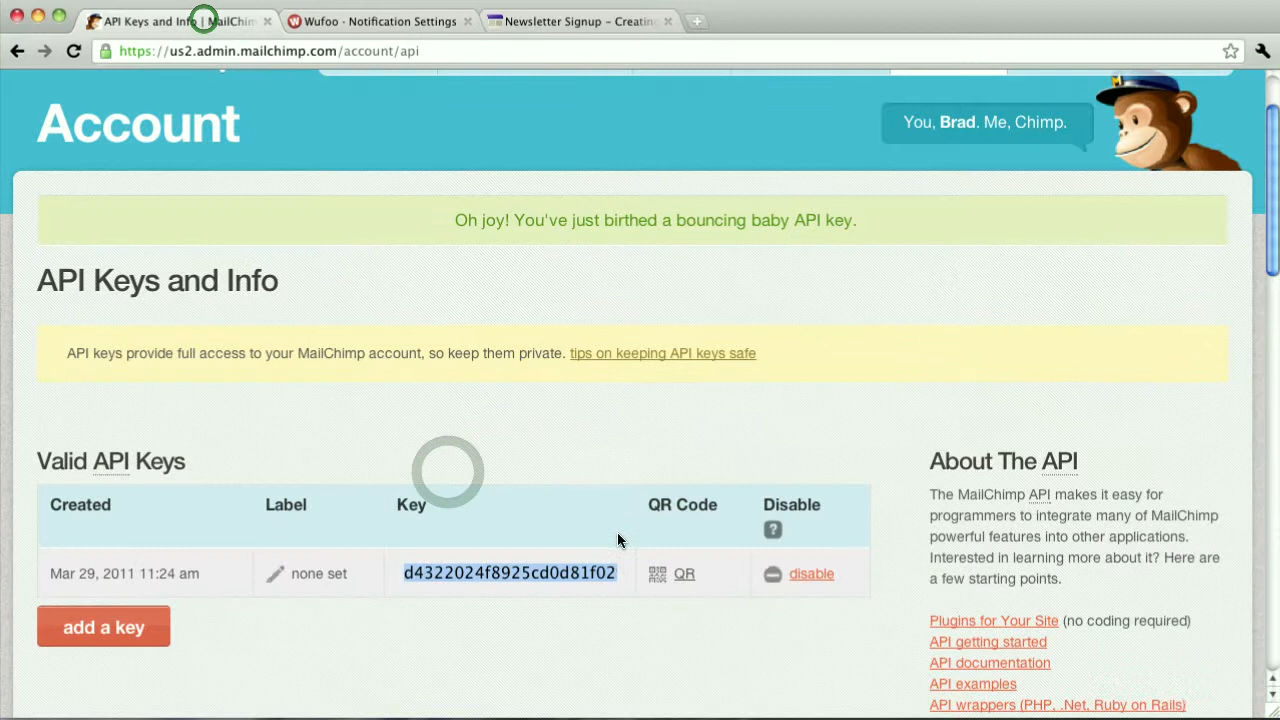 API Keys and Info | MailChim
Wufoo - Notification Settings
Newsletter Signup - Creating
https://us2.admin.mailchimp.com/account/api
Account
You, Brad. Me, Chimp.
Oh joy! You've just birthed a bouncing baby API key.
API Keys and Info
API keys provide full access to your MailChimp account, so keep them private. tips on keeping API keys safe
Valid API Keys
Created Label Key QR Code Disable
?
Mar 29, 2011 11:24 am none set d4322024f8925cd0d81f02 QR disable
add a key
About The API
The MailChimp API makes it easy for
programmers to integrate many of MailChimp
powerful features into other applications.
Interested in learning more about it? Here are
a few starting points.
Plugins for Your Site (no coding required)
API getting started
API documentation
API examples
API wrappers (PHP, .Net, Ruby on Rails)